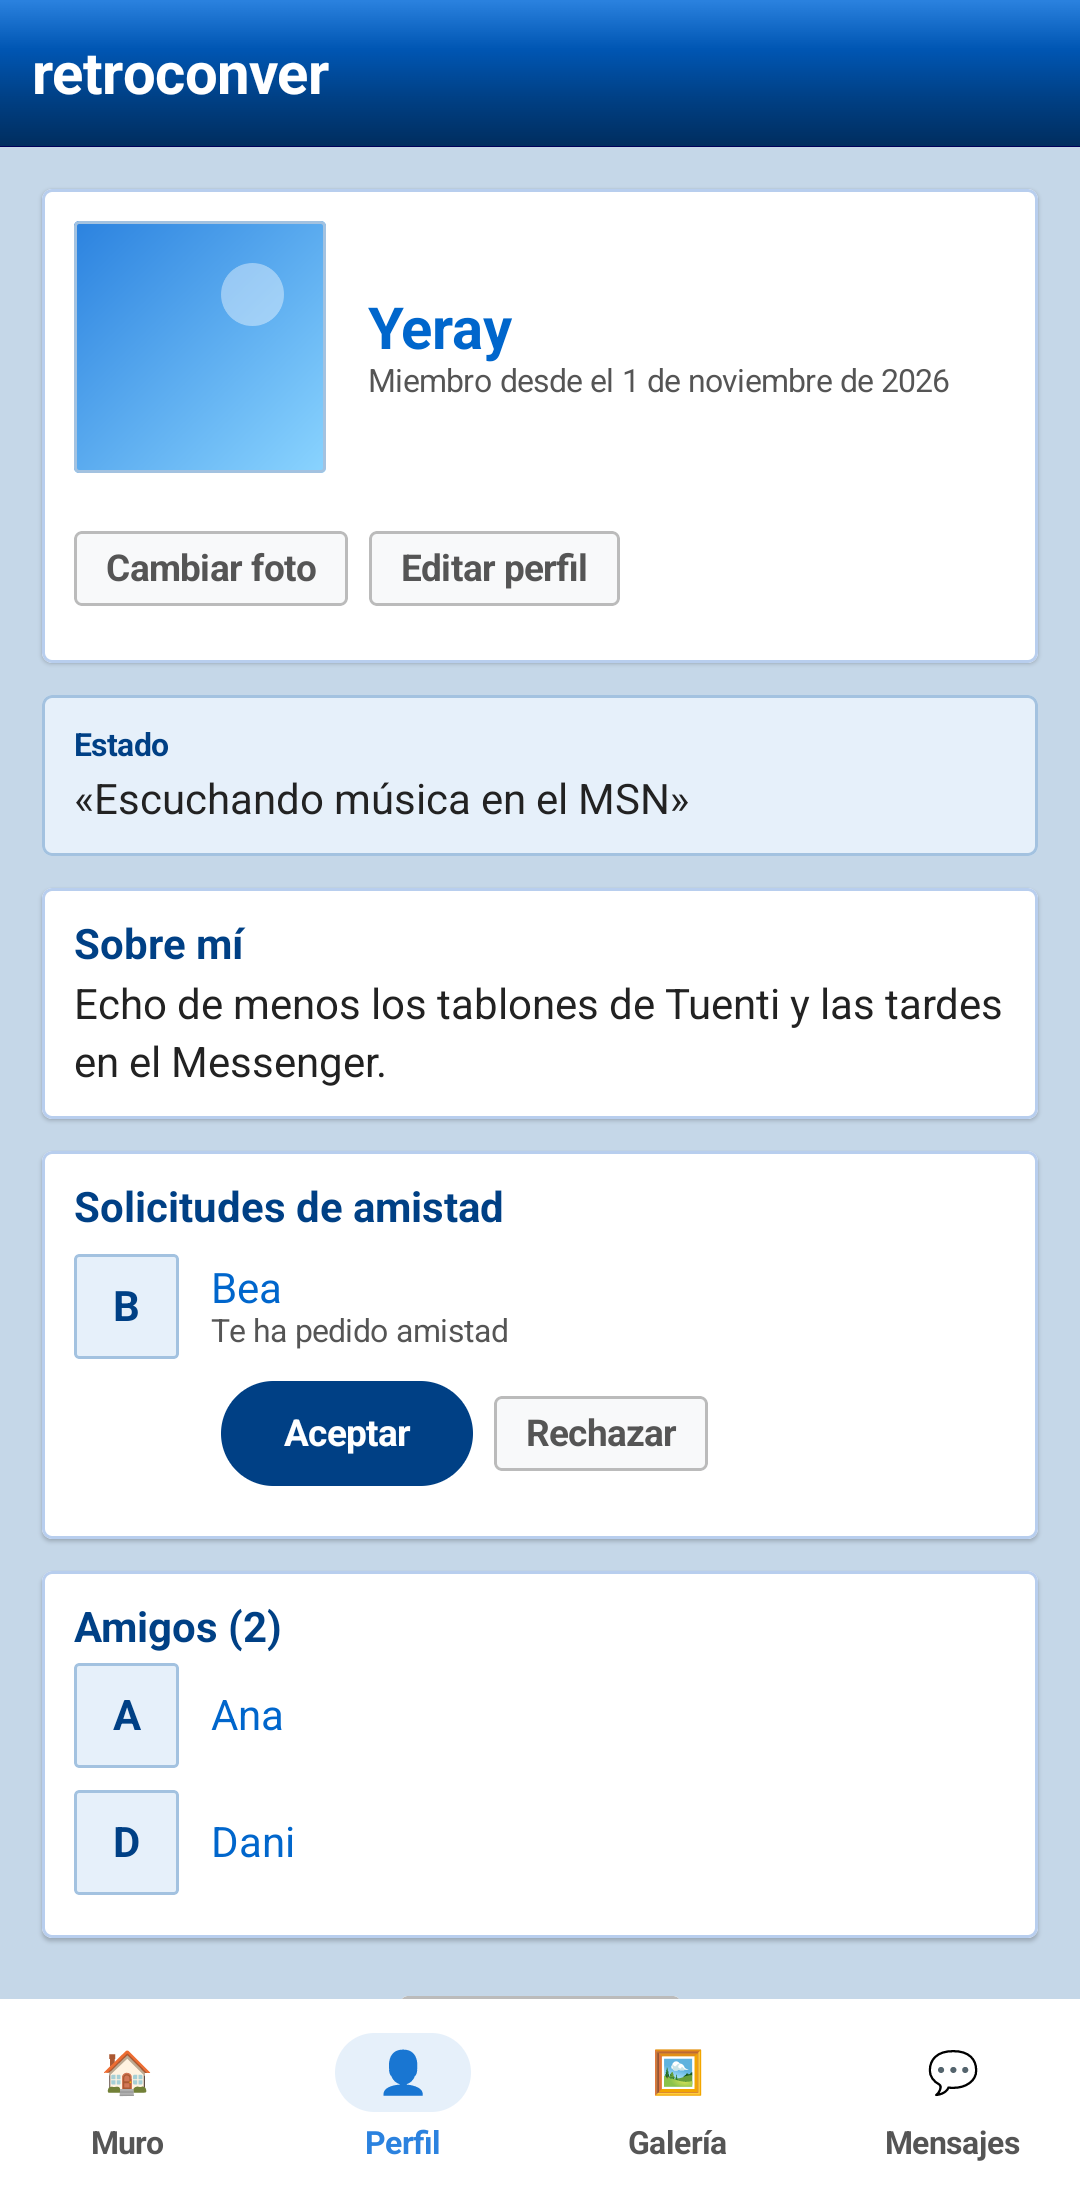 retroconver
Yeray
Miembro desde el 1 de noviembre de 2026
Cambiar foto
Editar perfil
Estado
«Escuchando música en el MSN»
Sobre mí
Echo de menos los tablones de Tuenti y las tardes
en el Messenger.
Solicitudes de amistad
B
Bea
Te ha pedido amistad
Aceptar
Rechazar
Amigos (2)
A
Ana
D
Dani
Muro
Perfil
Galería
Mensajes